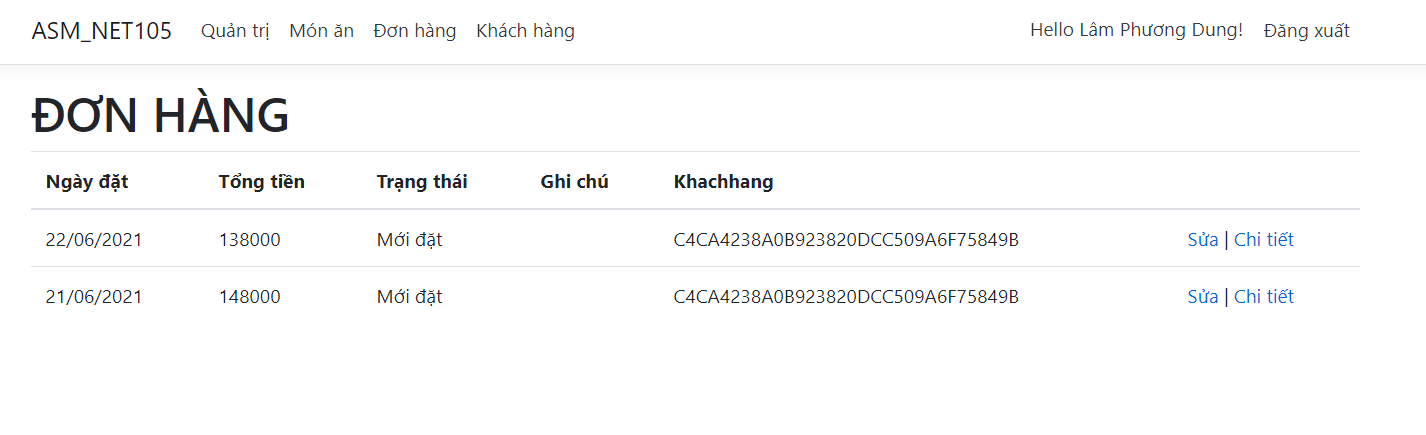 ASM_NET105 Quản trị Món ăn Đơn hàng Khách hàng Hello Lâm Phương Dung! Đăng xuất
ĐƠN HÀNG
Ngày đặt Tổng tiền Trạng thái Ghi chú Khachhang
22/06/2021 138000 Mới đặt C4CA4238A0B923820DCC509A6F75849B Sửa | Chi tiết
21/06/2021 148000 Mới đặt C4CA4238A0B923820DCC509A6F75849B Sửa | Chi tiết